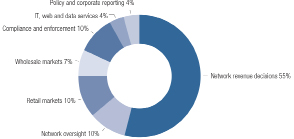 Policy and corporate reporting 4%
IT, web and data services 4%
Compliance and enforcement 10%
Wholesale markets 7%
Network revenue decisions 55%
Retail markets 10%
Network oversight 10%